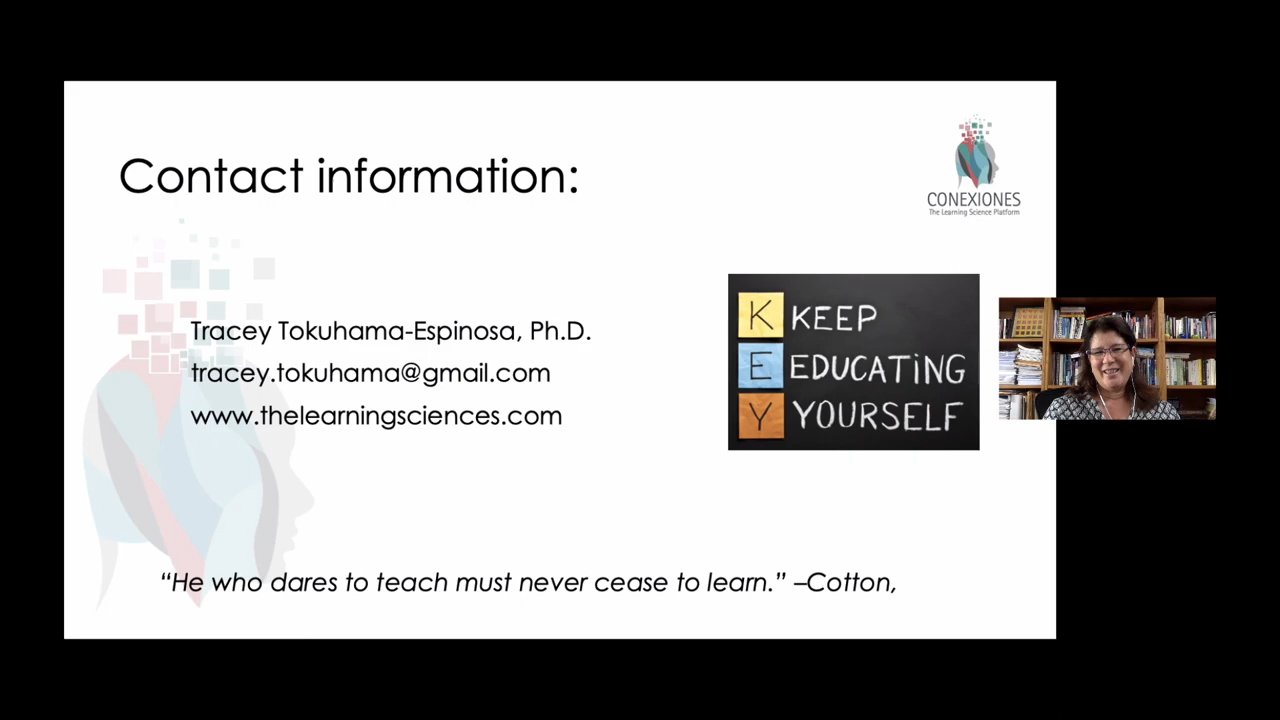 Contact information:
CONEXIONES
The Learning Science Platform
Tracey Tokuhama-Espinosa, Ph.D.
tracey.tokuhama@gmail.com
www.thelearningsciences.com
K KEEP
E EDUCATiNG
Y YOURSELF
“He who dares to teach must never cease to learn.” –Cotton,